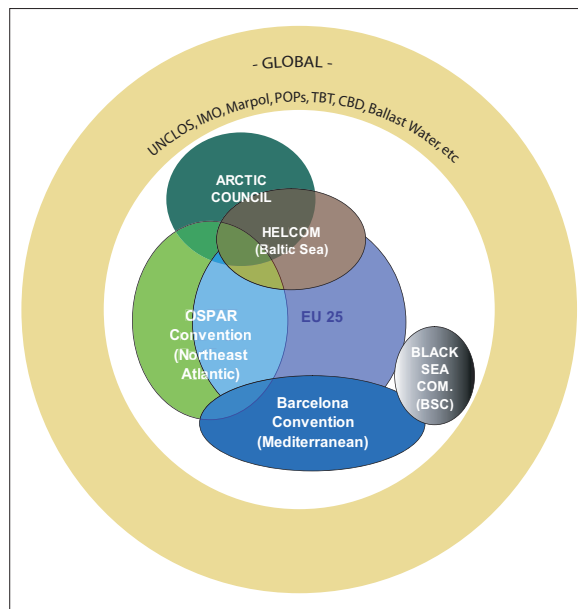 - GLOBAL -
UNCLOS, IMO, Marpol, POPs, TBT, CBD, Ballast Water, etc
ARCTIC
COUNCIL
HELCOM
(Baltic Sea)
OSPAR
Convention
(Northeast
Atlantic)
EU 25
BLACK
SEA
COM.
(BSC)
Barcelona
Convention
(Mediterranean)